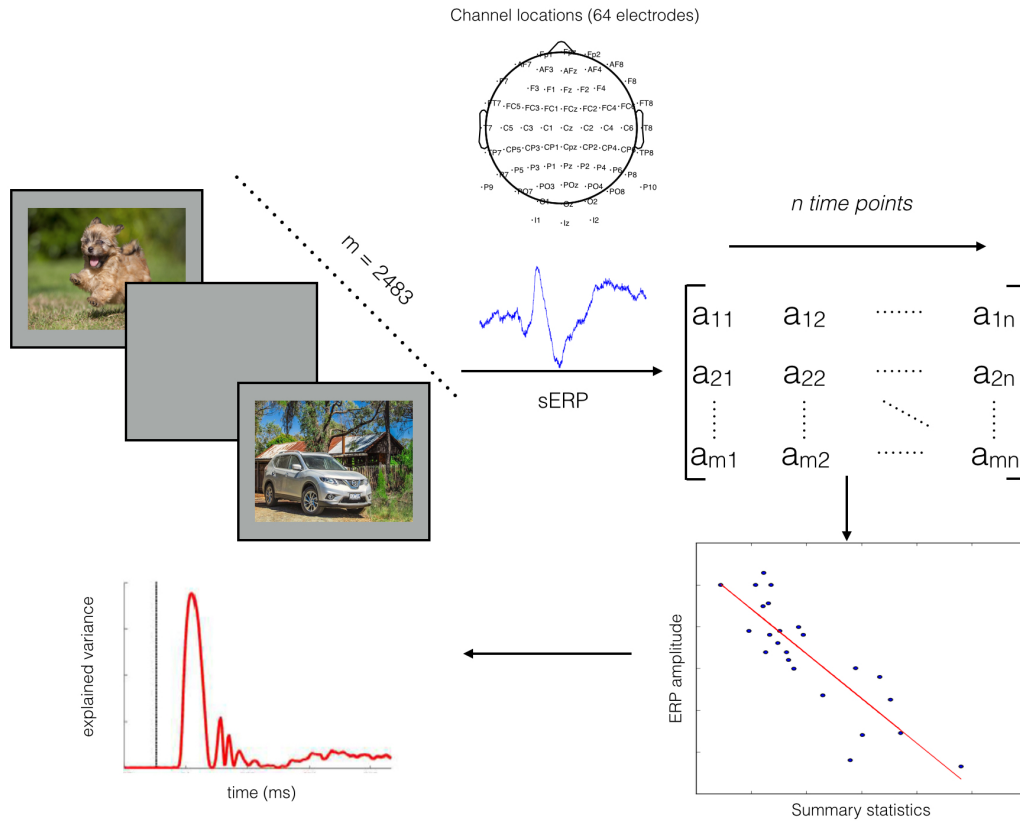 Channel locations (64 electrodes)
Fp1 Fpz Fp2
AF7 AF3 AFz AF4 AF8
F7 F3 F1 Fz F2 F4 F8
FT7 FC5 FC3 FC1 FCz FC2 FC4 FC6 FT8
T7 C5 C3 C1 Cz C2 C4 C6 T8
TP7 CP5 CP3 CP1 Cpz CP2 CP4 CP6 TP8
P9 P7 P5 P3 P1 Pz P2 P4 P6 P8 P10
PO7 PO3 POz PO4 PO8
O1 Oz O2
I1 Iz I2
m = 2483
n time points
sERP
a11 a12 ....... a1n
a21 a22 ....... a2n
am1 am2 ....... amn
explained variance
time (ms)
ERP amplitude
Summary statistics